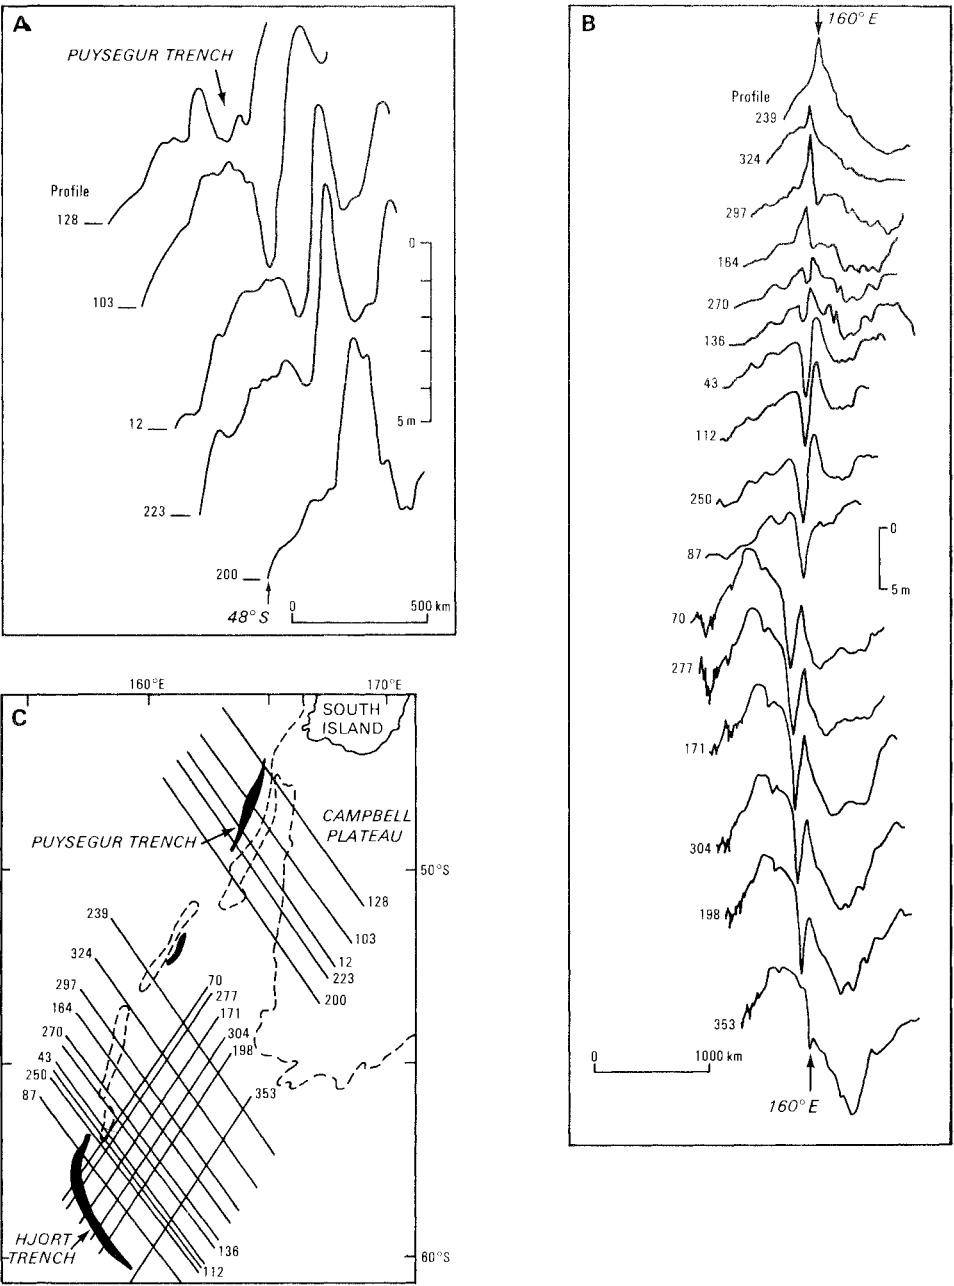 A
PUYSEGUR TRENCH
Profile
128
103
12
223
200
48° S
0
5 m
0
500 km
B
160° E
Profile
239
324
297
164
270
136
43
112
250
87
70
277
171
304
198
353
0
5 m
0
1000 km
160° E
C
160°E
170°E
SOUTH
ISLAND
CAMPBELL
PLATEAU
PUYSEGUR TRENCH
50°S
128
103
12
223
200
239
324
297
164
270
43
250
87
70
277
171
304
198
353
HJORT
TRENCH
136
112
60°S